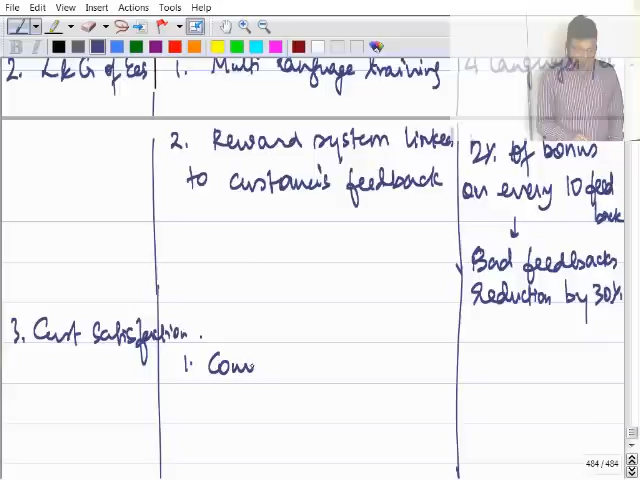 File Edit View Insert Actions Tools Help
2. L&G of Ees 1. Multi language training 4 languages
2. Reward system linked 2% of bonus
to customer's feedback on every 10 feed
back
Bad feedbacks
Reduction by 30%
3. Cust Satisfaction.
1. Com
484 / 484